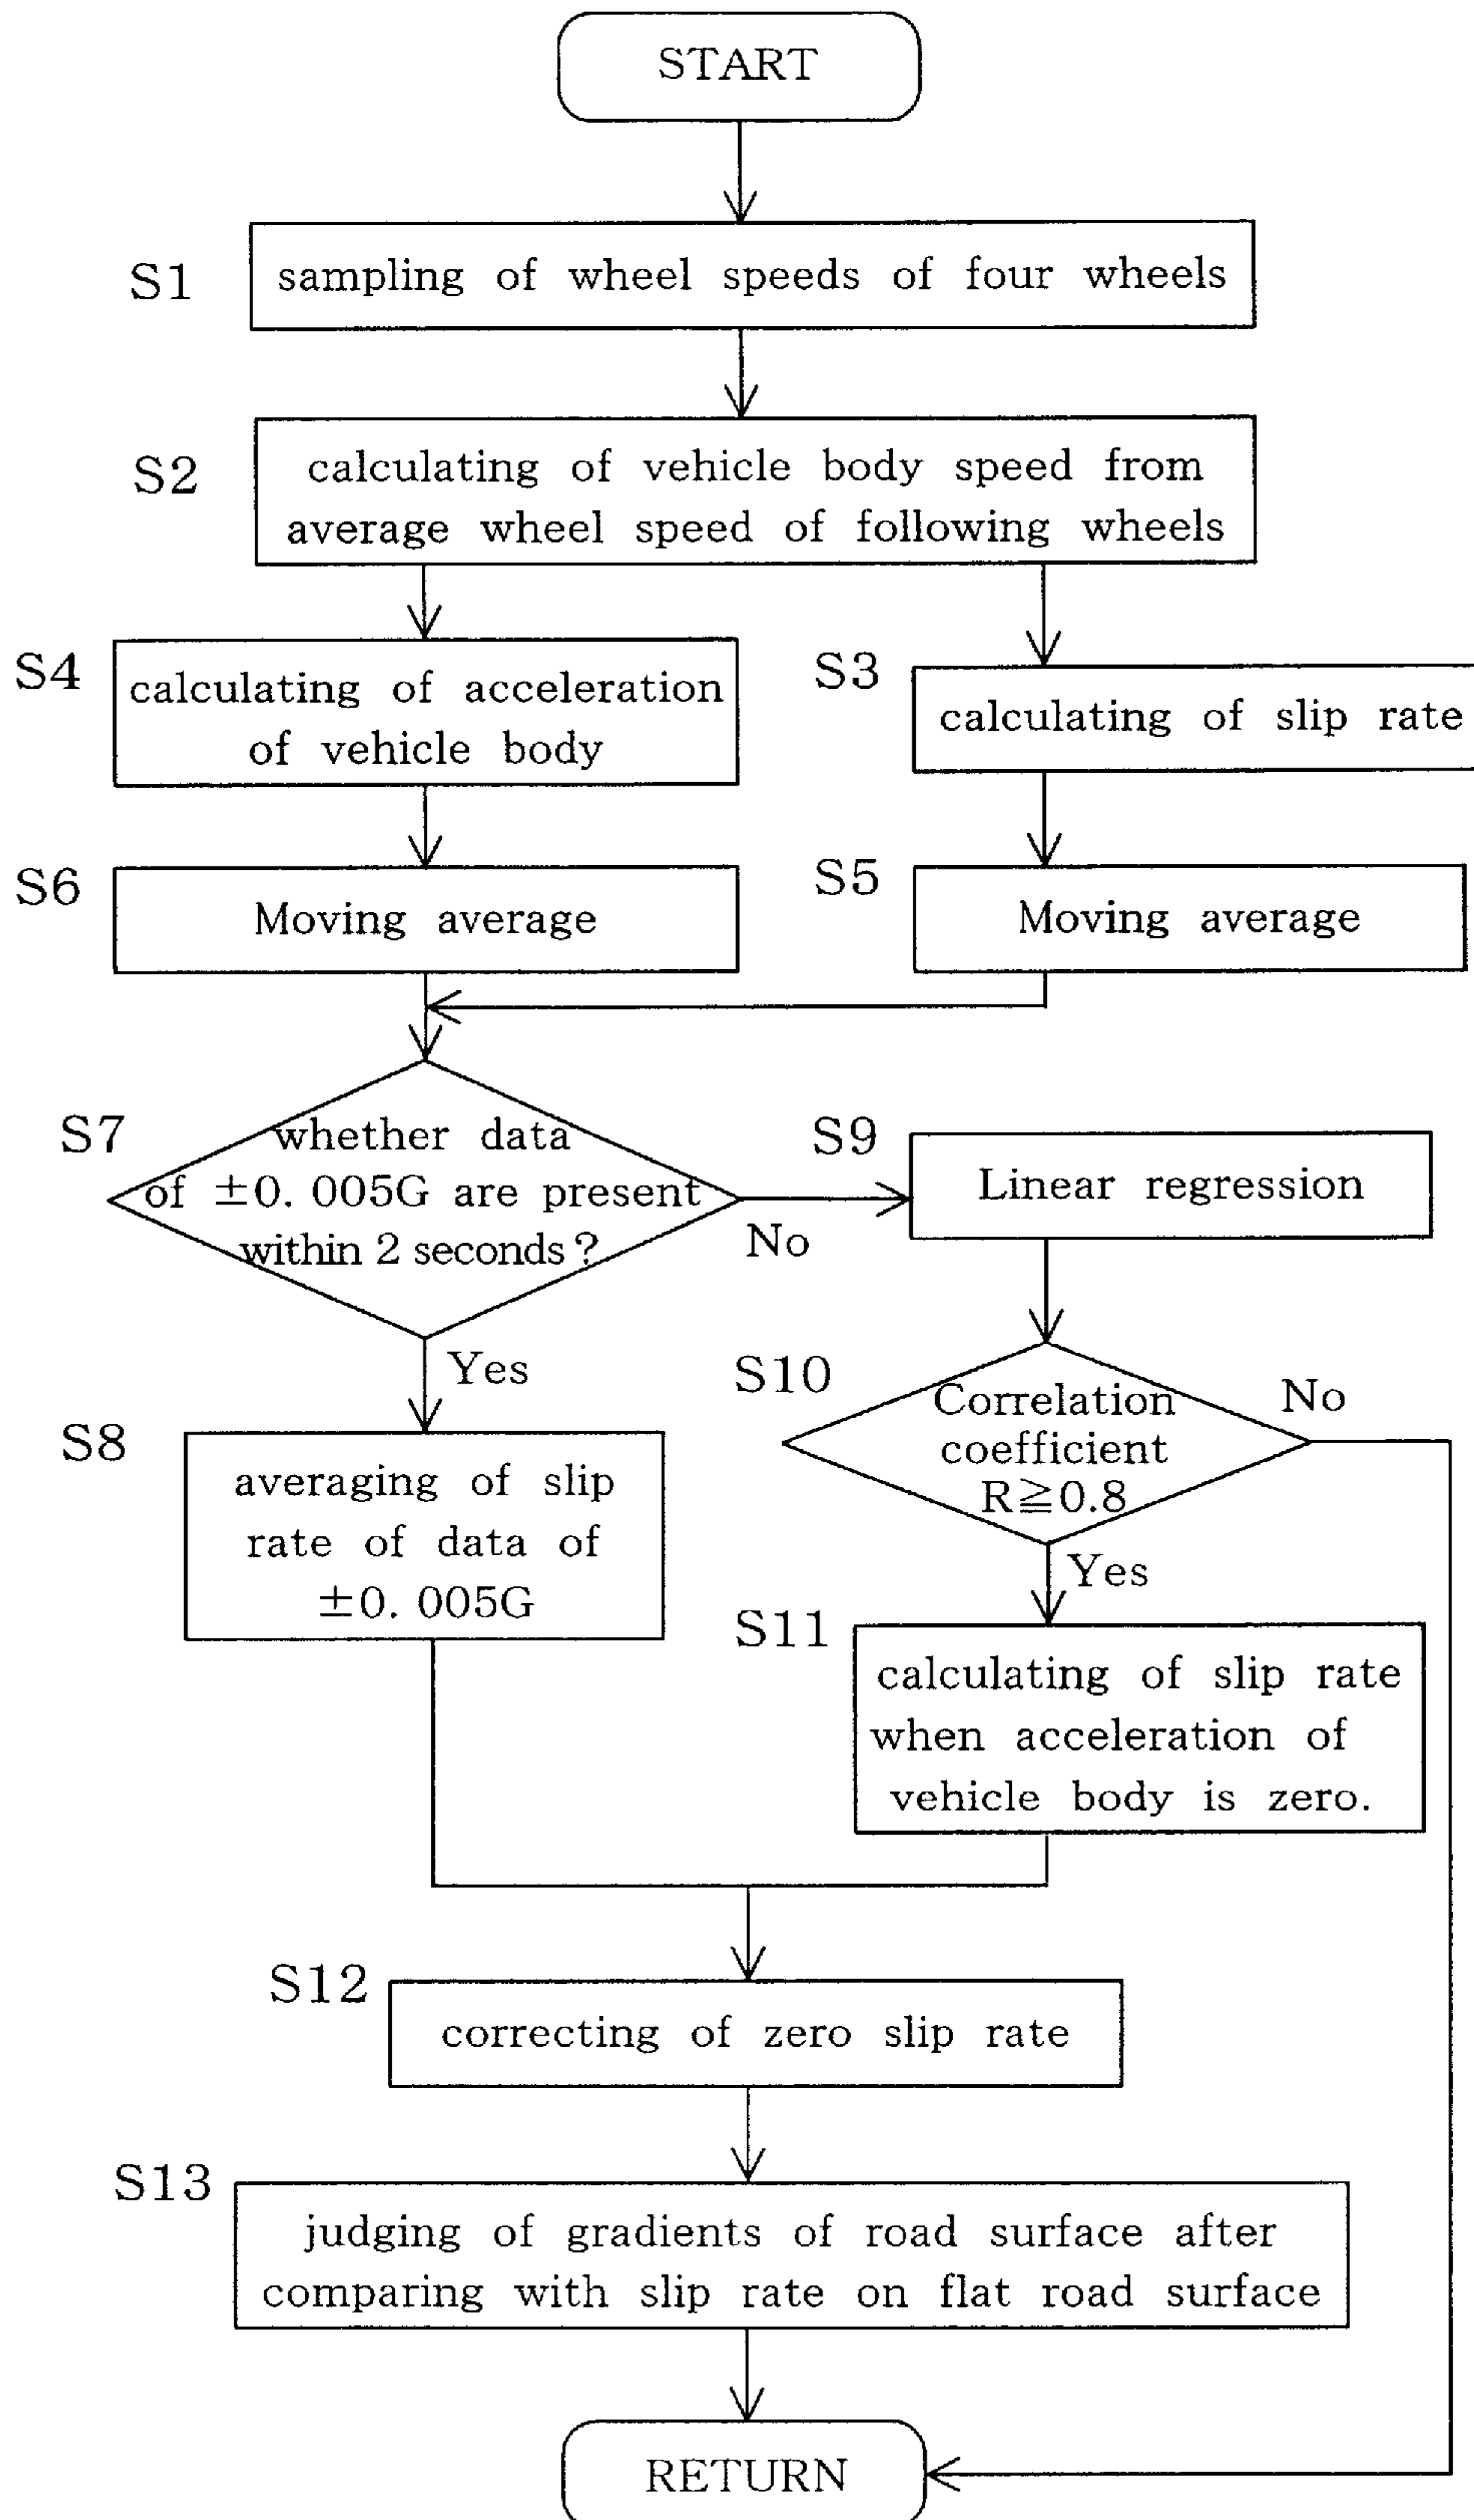 START
S1
sampling of wheel speeds of four wheels
S2
calculating of vehicle body speed from
average wheel speed of following wheels
S4
calculating of acceleration
of vehicle body
S3
calculating of slip rate
S6
Moving average
S5
Moving average
S7
whether data
of ±0. 005G are present
within 2 seconds?
No
Yes
S9
Linear regression
S10
Correlation
coefficient
R≧0.8
No
Yes
S8
averaging of slip
rate of data of
±0. 005G
S11
calculating of slip rate
when acceleration of
vehicle body is zero.
S12
correcting of zero slip rate
S13
judging of gradients of road surface after
comparing with slip rate on flat road surface
RETURN